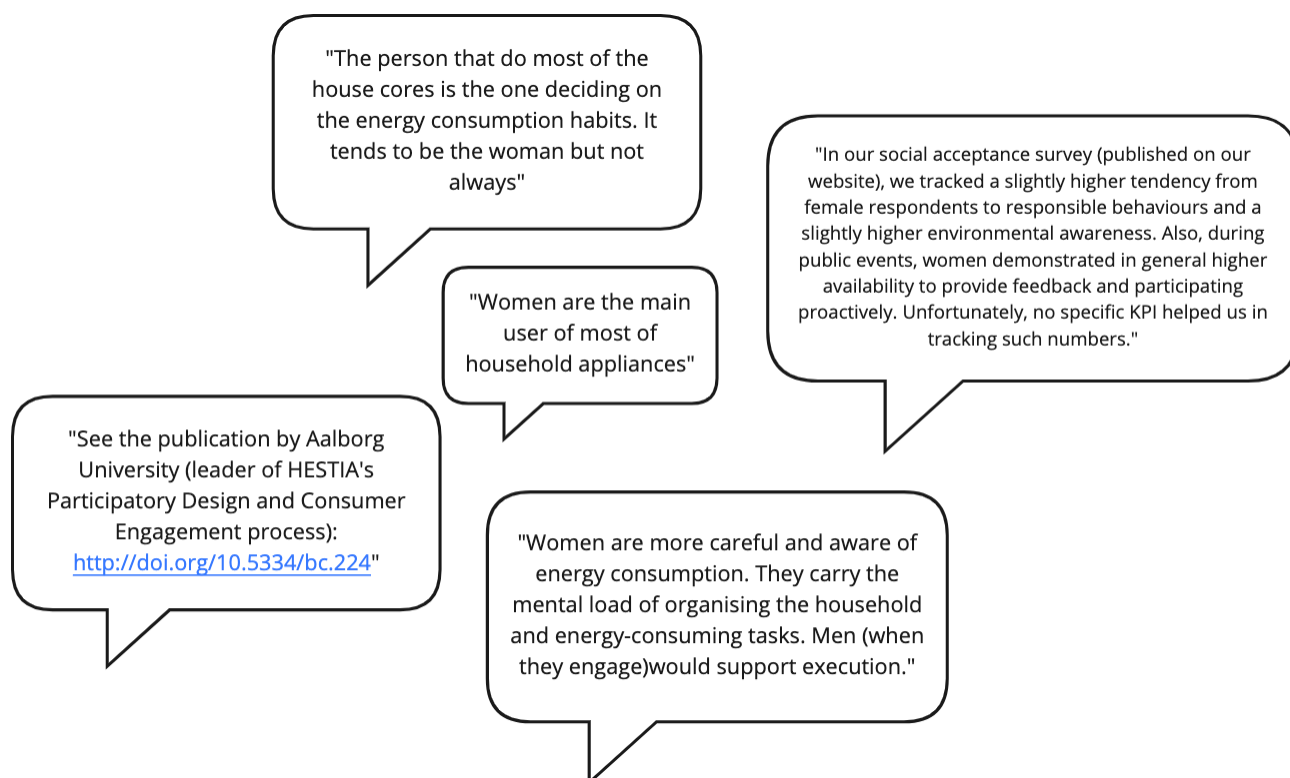 "The person that do most of the
house cores is the one deciding on
the energy consumption habits. It
tends to be the woman but not
always"
"In our social acceptance survey (published on our
website), we tracked a slightly higher tendency from
female respondents to responsible behaviours and a
slightly higher environmental awareness. Also, during
public events, women demonstrated in general higher
availability to provide feedback and participating
proactively. Unfortunately, no specific KPI helped us in
tracking such numbers."
"Women are the main
user of most of
household appliances"
"See the publication by Aalborg
University (leader of HESTIA's
Participatory Design and Consumer
Engagement process):
http://doi.org/10.5334/bc.224"
"Women are more careful and aware of
energy consumption. They carry the
mental load of organising the household
and energy-consuming tasks. Men (when
they engage)would support execution."